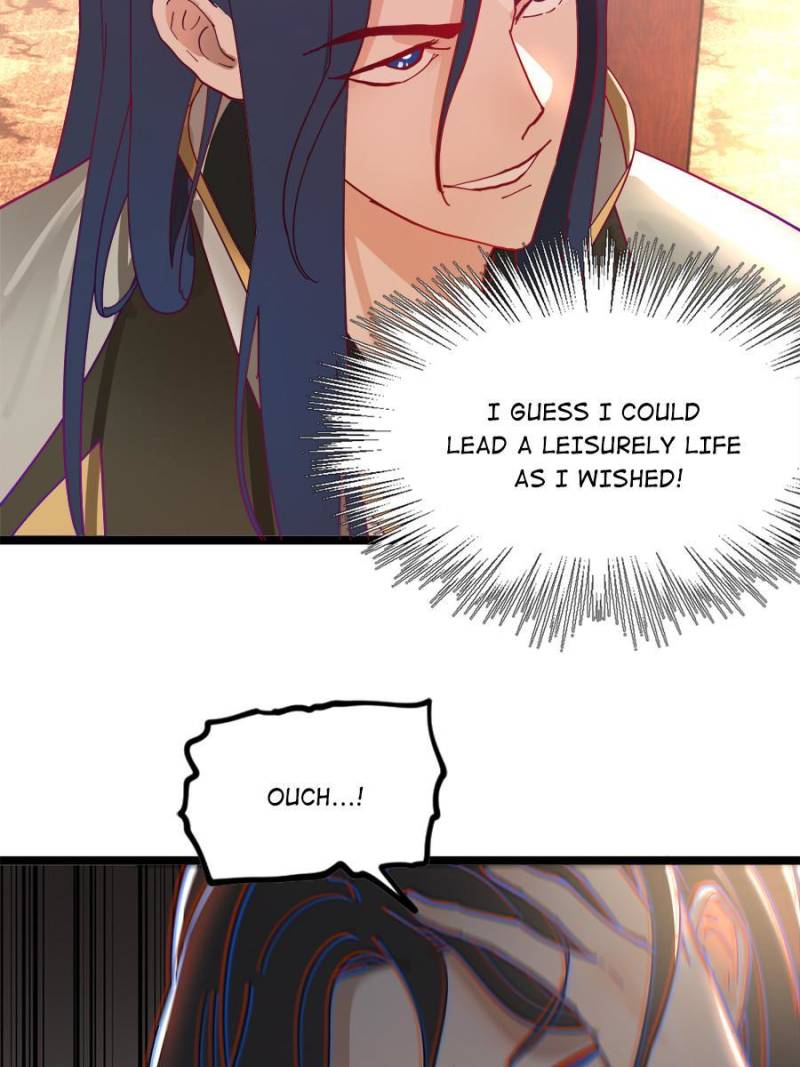 I GUESS I COULD
LEAD A LEISURELY LIFE
AS I WISHED!
OUCH...!